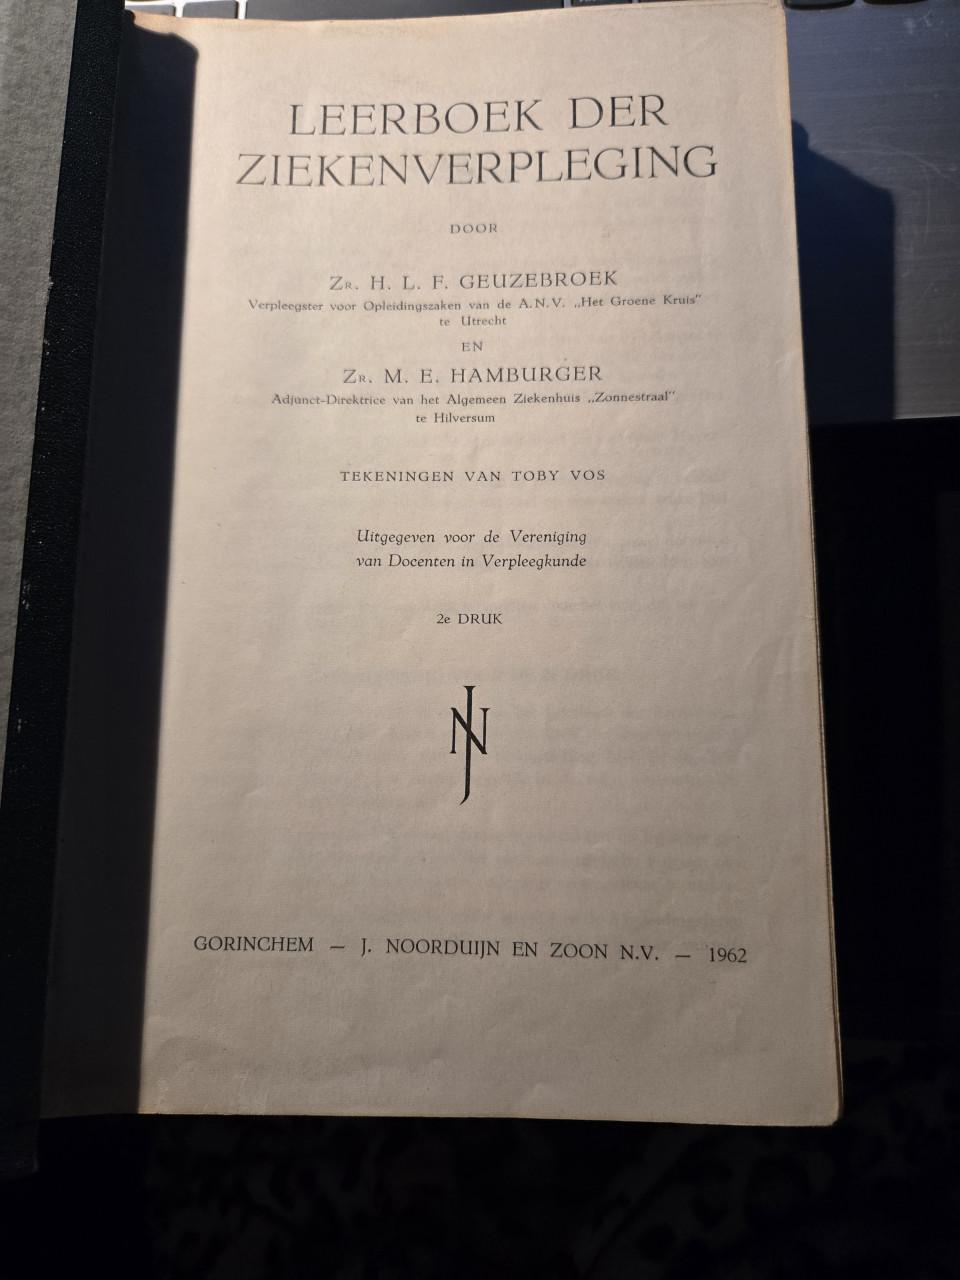 LEERBOEK DER
ZIEKENVERPLEGING
DOOR
Zr. H. L. F. GEUZEBROEK
Verpleegster voor Opleidingszaken van de A.N.V. „Het Groene Kruis”
te Utrecht
EN
Zr. M. E. HAMBURGER
Adjunct-Direktrice van het Algemeen Ziekenhuis „Zonnestraal”
te Hilversum
TEKENINGEN VAN TOBY VOS
Uitgegeven voor de Vereniging
van Docenten in Verpleegkunde
2e DRUK
JN
GORINCHEM — J. NOORDUIJN EN ZOON N.V. — 1962